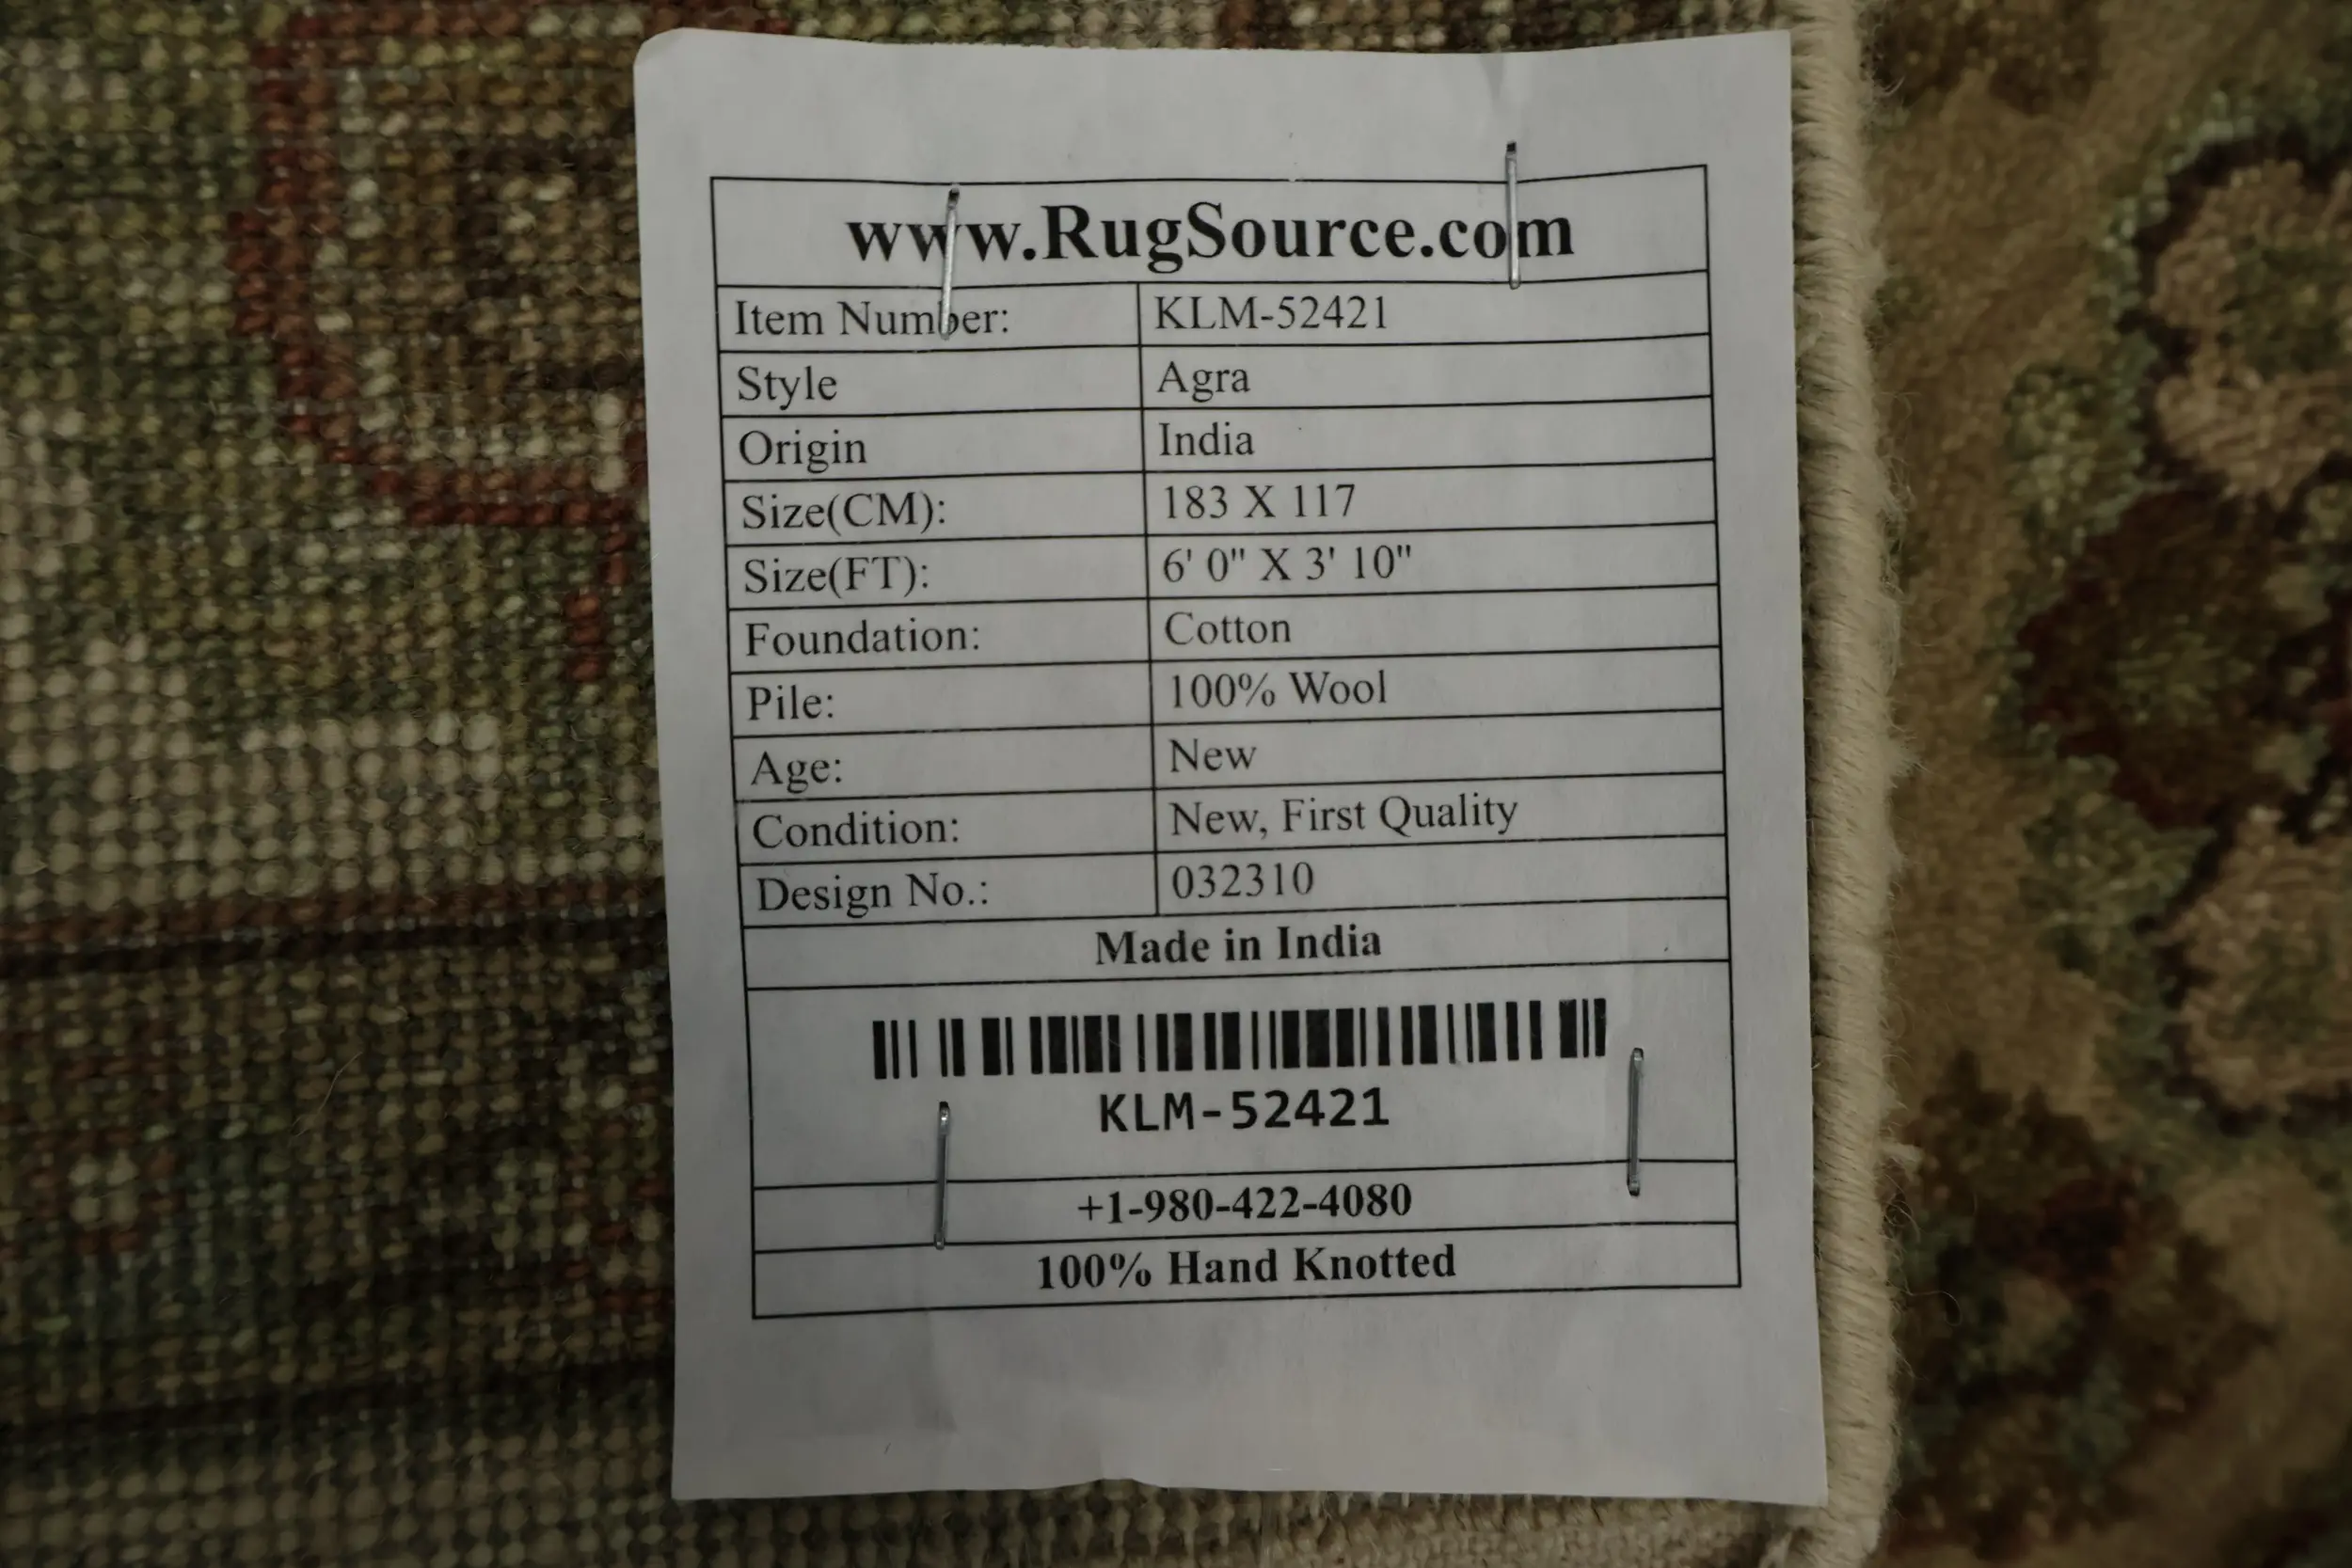 www.RugSource.com
Item Number: KLM-52421
Style Agra
Origin India
Size(CM): 183 X 117
Size(FT): 6' 0" X 3' 10"
Foundation: Cotton
Pile: 100% Wool
Age: New
Condition: New, First Quality
Design No.: 032310
Made in India
KLM-52421
+1-980-422-4080
100% Hand Knotted